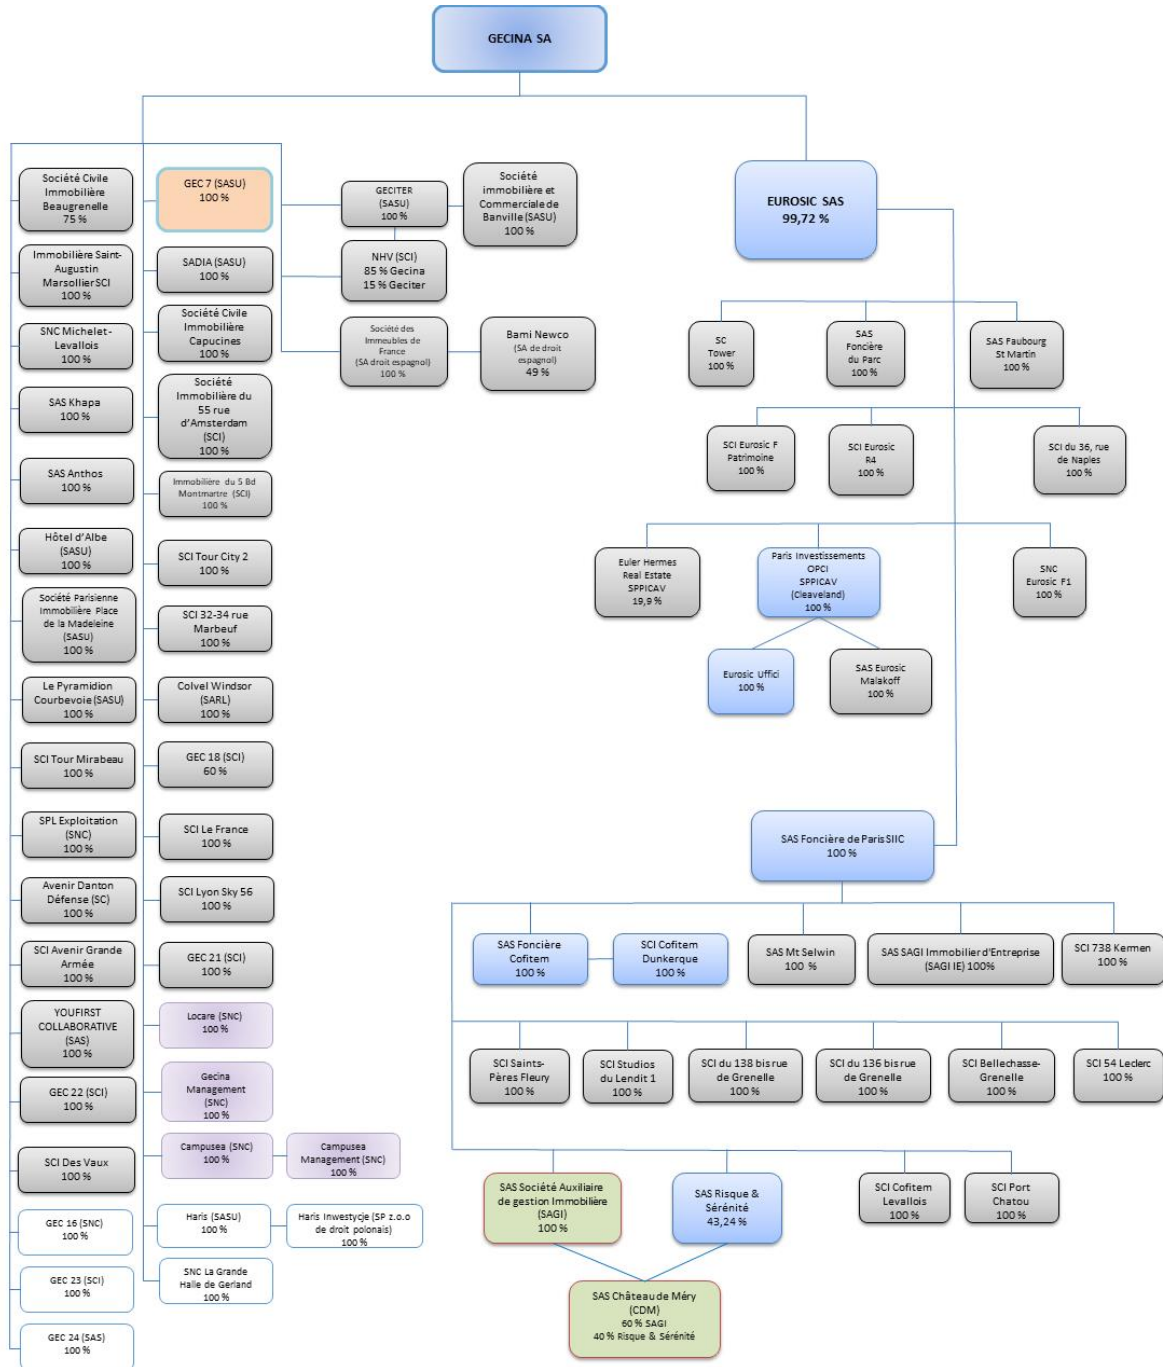 GECINA SA
Société Civile
Immobilière
Beaugrenelle
75 %
Immobilière Saint-
Augustin
Marsollier SCI
100 %
SNC Michelet -
Levallois
100 %
SAS Khapa
100 %
SAS Anthos
100 %
Hôtel d'Albe
(SASU)
100 %
Société Parisienne
Immobilière Place
de la Madeleine
(SASU)
100 %
Le Pyramidion
Courbevoie (SASU)
100 %
SCI Tour Mirabeau
100 %
SPL Exploitation
(SNC)
100 %
Avenir Danton
Défense (SC)
100 %
SCI Avenir Grande
Armée
100 %
YOUFIRST
COLLABORATIVE
(SAS)
100 %
GEC 22 (SCI)
100 %
SCI Des Vaux
100 %
GEC 16 (SNC)
100 %
GEC 23 (SCI)
100 %
GEC 24 (SAS)
100 %
GEC 7 (SASU)
100 %
SADIA (SASU)
100 %
Société Civile
Immobilière
Capucines
100 %
Société
Immobilière du
55 rue
d'Amsterdam
(SCI)
100 %
Immobilière du 5 Bd
Montmartre (SCI)
100 %
SCI Tour City 2
100 %
SCI 32-34 rue
Marbeuf
100 %
Colvel Windsor
(SARL)
100 %
GEC 18 (SCI)
60 %
SCI Le France
100 %
SCI Lyon Sky 56
100 %
GEC 21 (SCI)
100 %
Locare (SNC)
100 %
Gecina
Management
(SNC)
100 %
Campusea (SNC)
100 %
Campusea
Management (SNC)
100 %
Haris (SASU)
100 %
Haris Inwestycje (SP z.o.o
de droit polonais)
100 %
SNC La Grande
Halle de Gerland
100 %
GECITER
(SASU)
100 %
Société
immobilière et
Commerciale de
Banville (SASU)
100 %
NHV (SCI)
85 % Gecina
15 % Geciter
Société des
Immeubles de
France
(SA droit espagnol)
100 %
Bami Newco
(SA de droit
espagnol)
49 %
EUROSIC SAS
99,72 %
SC
Tower
100 %
SAS
Foncière
du Parc
100 %
SAS Faubourg
St Martin
100 %
SCI Eurosic F
Patrimoine
100 %
SCI Eurosic
R4
100 %
SCI du 36, rue
de Naples
100 %
Euler Hermes
Real Estate
SPPICAV
19,9 %
Paris Investissements
OPCI
SPPICAV
(Cleaveland)
100 %
SNC
Eurosic F1
100 %
Eurosic Uffici
100 %
SAS Eurosic
Malakoff
100 %
SAS Foncière de Paris SIIC
100 %
SAS Foncière
Cofitem
100 %
SCI Cofitem
Dunkerque
100 %
SAS Mt Selwin
100 %
SAS SAGI Immobilier d'Entreprise
(SAGI IE) 100%
SCI 738 Kermen
100 %
SCI Saints-
Pères Fleury
100 %
SCI Studios
du Lendit 1
100 %
SCI du 138 bis rue
de Grenelle
100 %
SCI du 136 bis rue
de Grenelle
100 %
SCI Bellechasse-
Grenelle
100 %
SCI 54 Leclerc
100 %
SAS Société Auxiliaire
de gestion Immobilière
(SAGI)
100 %
SAS Risque &
Sérénité
43,24 %
SCI Cofitem
Levallois
100 %
SCI Port
Chatou
100 %
SAS Château de Méry
(CDM)
60 % SAGI
40 % Risque & Sérénité